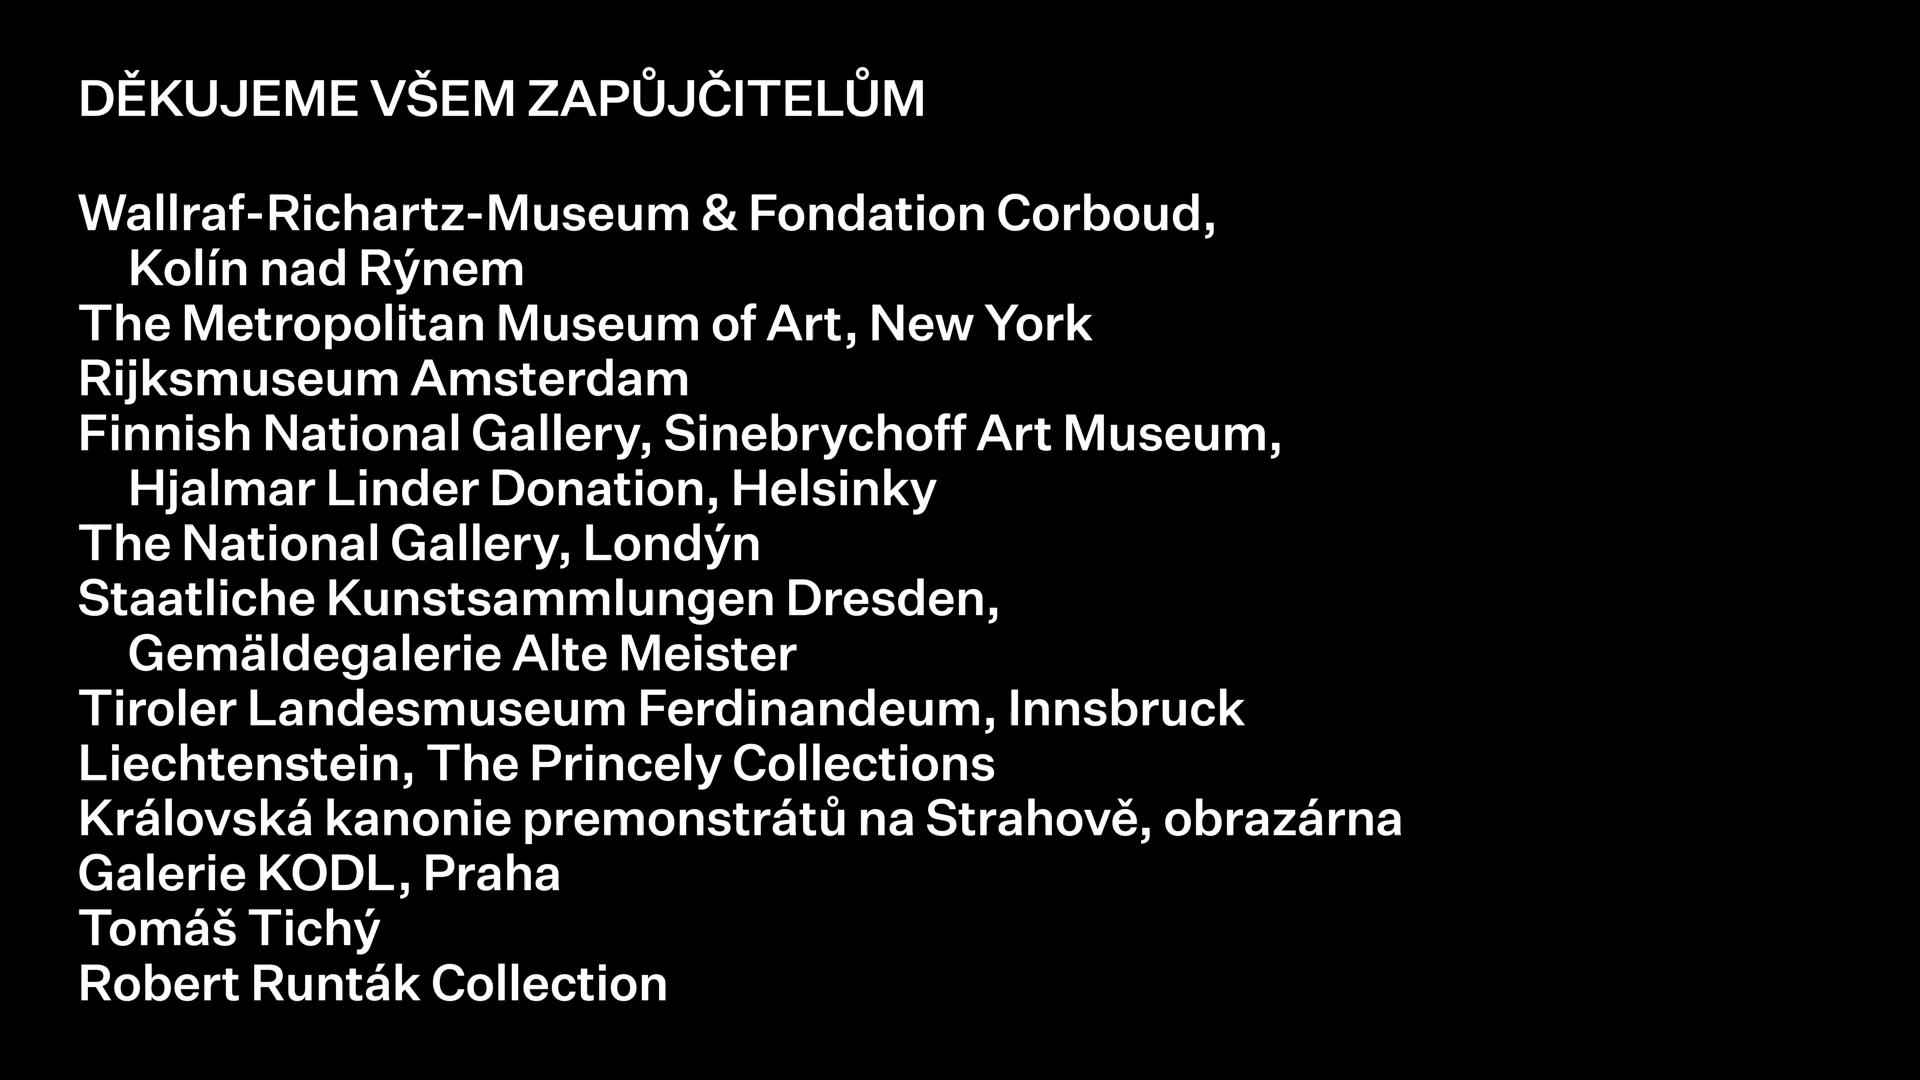 DĚKUJEME VŠEM ZAPŮJČITELŮM
Wallraf-Richartz-Museum & Fondation Corboud,
Kolín nad Rýnem
The Metropolitan Museum of Art, New York
Rijksmuseum Amsterdam
Finnish National Gallery, Sinebrychoff Art Museum,
Hjalmar Linder Donation, Helsinky
The National Gallery, Londýn
Staatliche Kunstsammlungen Dresden,
Gemäldegalerie Alte Meister
Tiroler Landesmuseum Ferdinandeum, Innsbruck
Liechtenstein, The Princely Collections
Královská kanonie premonstrátů na Strahově, obrazárna
Galerie KODL, Praha
Tomáš Tichý
Robert Runták Collection